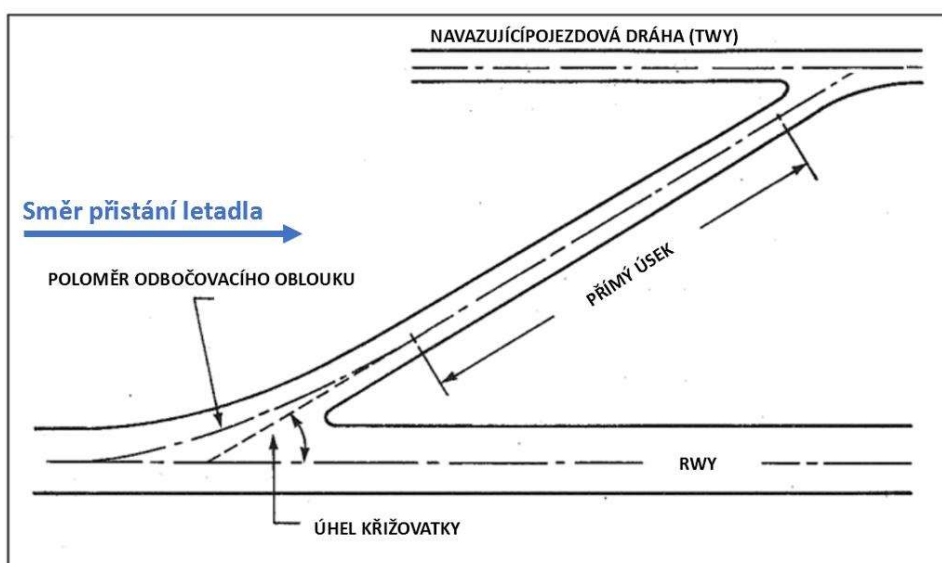 NAVAZUJÍCÍPOJEZDOVÁ DRÁHA (TWY)
Směr přistání letadla
POLOMĚR ODBOČOVACÍHO OBLOUKU
PŘÍMÝ ÚSEK
RWY
ÚHEL KŘIŽOVATKY